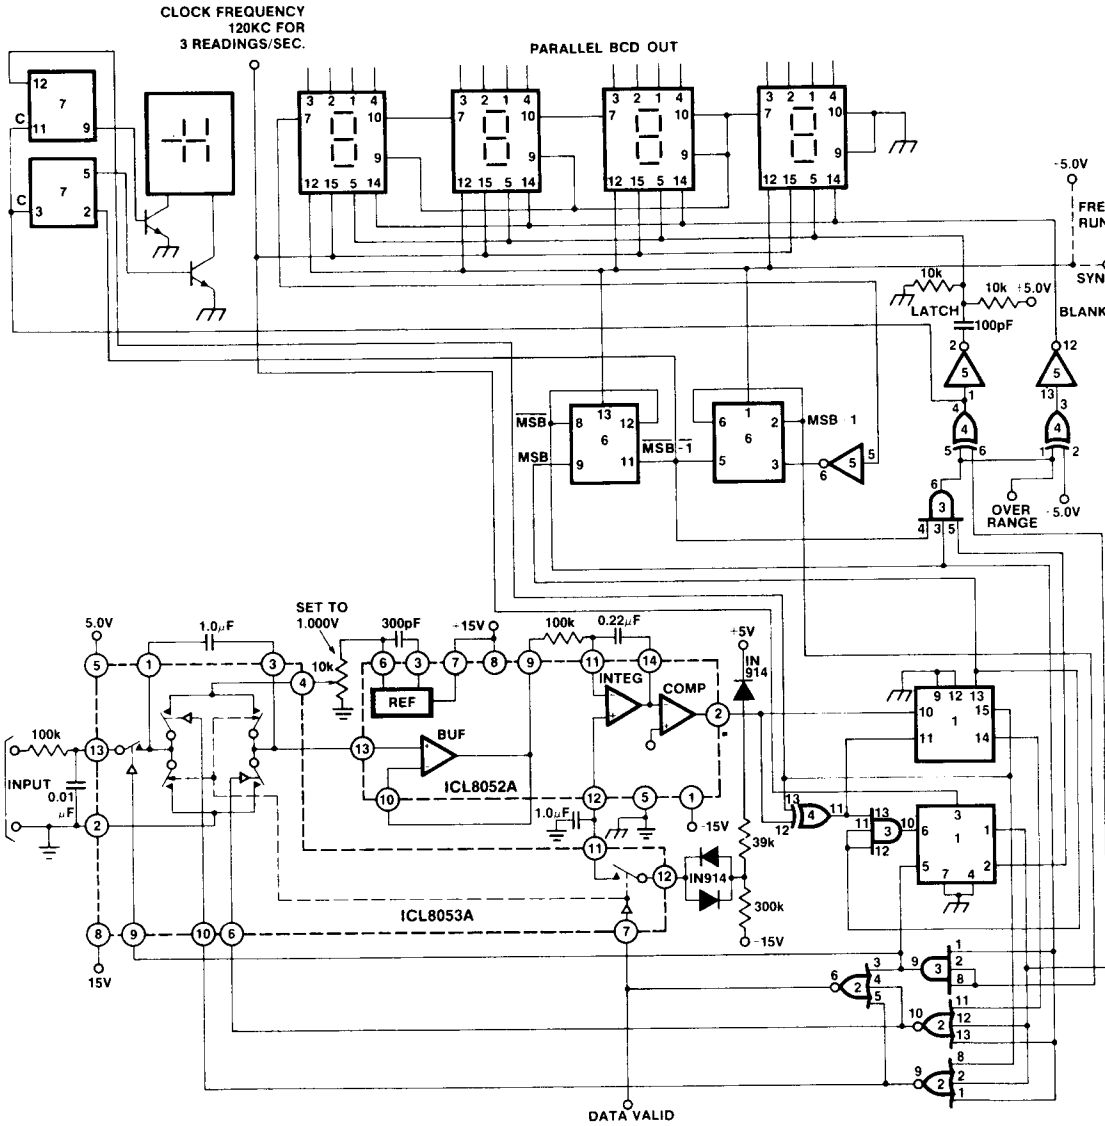 CLOCK FREQUENCY
120KC FOR
3 READINGS/SEC.
PARALLEL BCD OUT
12
7
C 11 9
5
7
C 3 2
3 2 1 4
7 10
9
12 15 5 14
3 2 1 4
7 10
9
12 15 5 14
3 2 1 4
7 10
9
12 15 5 14
3 2 1 4
7 10
9
12 15 5 14
-5.0V
FRE
RUN
SYN
10k
10k +5.0V
LATCH
100pF
BLANK
2
5
1
12
5
13
4
4
5 6
3
4
1 2
MSB
8 13 12
6
MSB 9 11
MSB-1
1
6 2
6
5 3
MSB 1
5
5
6
6
3
4 3 5
OVER
RANGE
-5.0V
5.0V
5
1.0μF
1
3
4
SET TO
1.000V
10k
300pF
6
3
REF
+15V
7
8
9
100k
11
0.22μF
14
INTEG
COMP
2
+5V
IN
914
100k
13
INPUT
0.01
μF
2
13
BUF
10
ICL8052A
12
5
1
-15V
1.0μF
11
12
IN914
39k
300k
-15V
ICL8053A
8
9
10
6
7
15V
9 12 13
10 15
1
11 14
13
4
12
11
13
11
12
3
10
3
6 1
1
5 2
7 4
9
3
1
2
8
6
2
3
4
5
10
2
11
12
13
9
2
8
2
1
DATA VALID